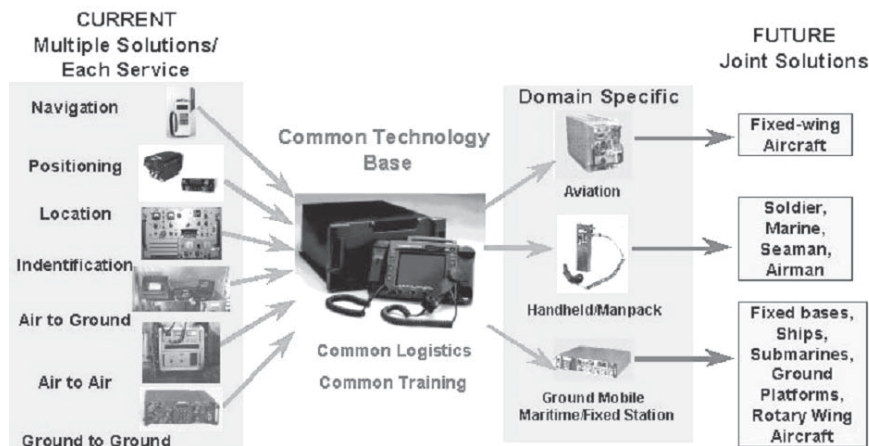 CURRENT
Multiple Solutions/
Each Service
Navigation
Positioning
Location
Indentification
Air to Ground
Air to Air
Ground to Ground
Common Technology
Base
Common Logistics
Common Training
Domain Specific
Aviation
Handheld/Manpack
Ground Mobile
Maritime/Fixed Station
FUTURE
Joint Solutions
Fixed-wing
Aircraft
Soldier,
Marine,
Seaman,
Airman
Fixed bases,
Ships,
Submarines,
Ground
Platforms,
Rotary Wing
Aircraft